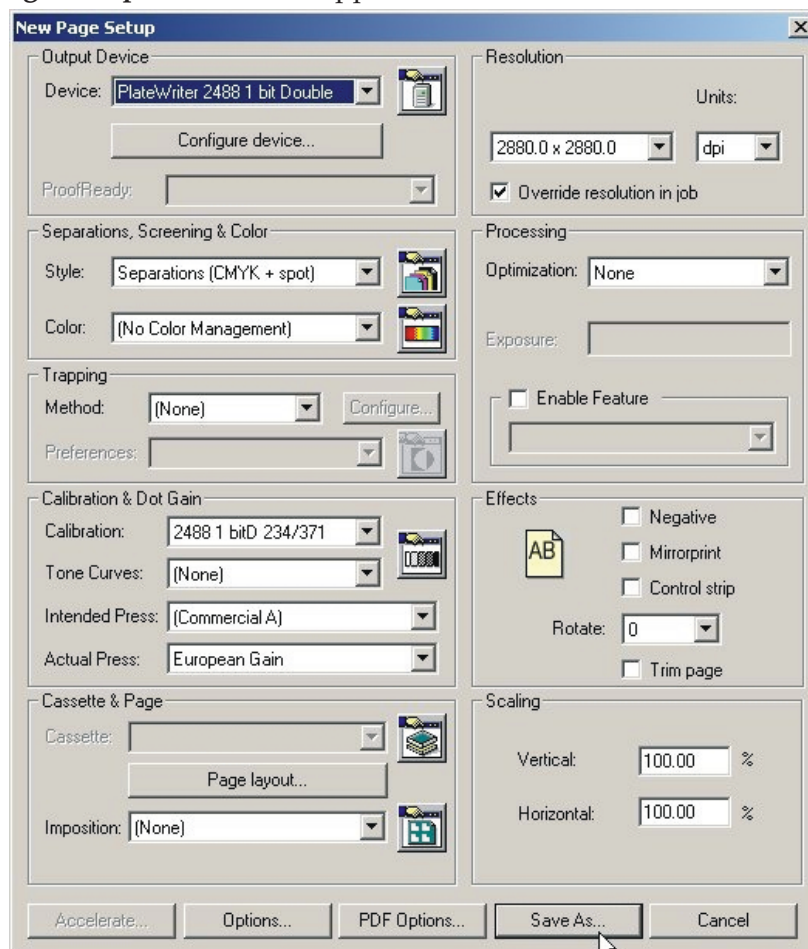 New Page Setup
Output Device
Device: PlateWriter 2488 1 bit Double
Configure device...
ProofReady:
Resolution
Units:
2880.0 x 2880.0 dpi
Override resolution in job
Separations, Screening & Color
Style: Separations (CMYK + spot)
Color: (No Color Management)
Processing
Optimization: None
Exposure:
Enable Feature
Trapping
Method: (None) Configure...
Preferences:
Calibration & Dot Gain
Calibration: 2488 1 bitD 234/371
Tone Curves: (None)
Intended Press: (Commercial A)
Actual Press: European Gain
Effects
AB
Negative
Mirrorprint
Control strip
Rotate: 0
Trim page
Cassette & Page
Cassette:
Page layout...
Imposition: (None)
Scaling
Vertical: 100.00 %
Horizontal: 100.00 %
Accelerate... Options... PDF Options... Save As... Cancel